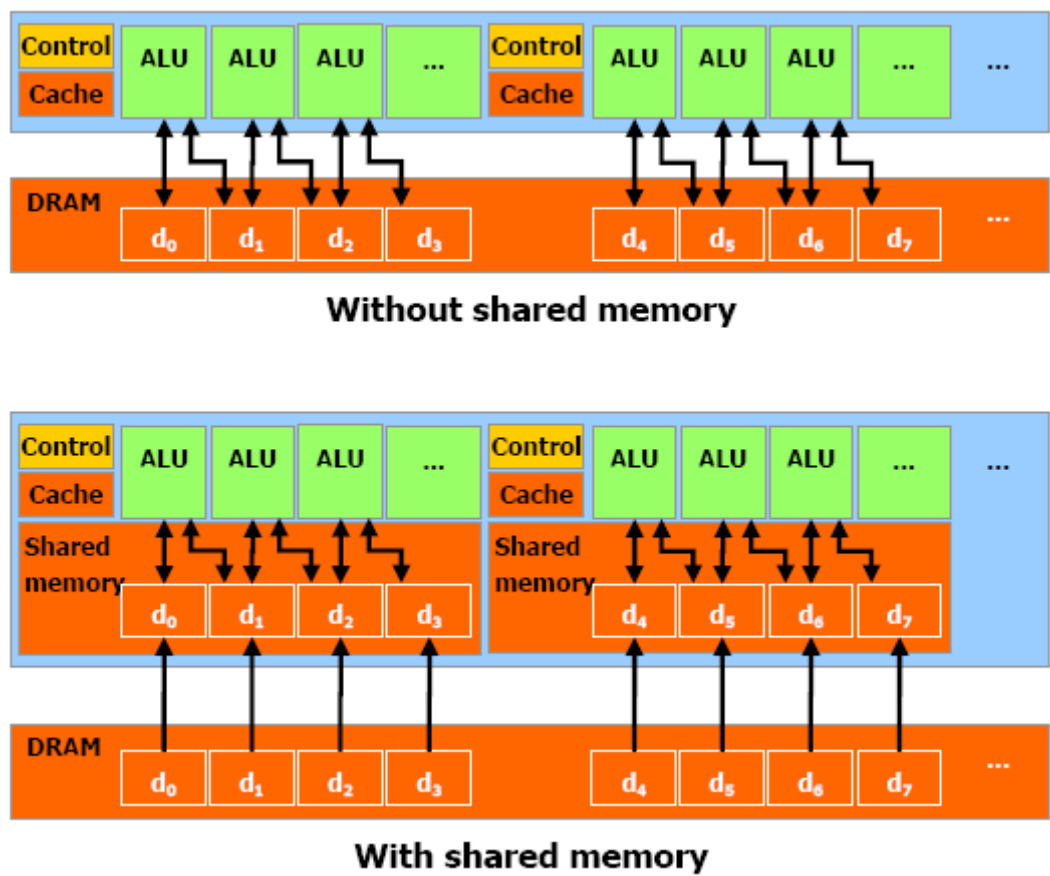 Control ALU ALU ALU ... Control ALU ALU ALU ... ...
Cache Cache
DRAM ...
d₀ d₁ d₂ d₃ d₄ d₅ d₆ d₇
Without shared memory
Control ALU ALU ALU ... Control ALU ALU ALU ... ...
Cache Cache
Shared Shared
memory memory
d₀ d₁ d₂ d₃ d₄ d₅ d₆ d₇
DRAM ...
d₀ d₁ d₂ d₃ d₄ d₅ d₆ d₇
With shared memory